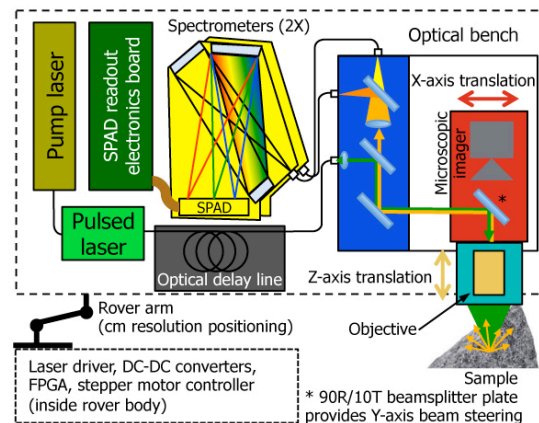 Spectrometers (2X)
Optical bench
Pump laser
SPAD readout
electronics board
X-axis translation
Microscopic
imager
*
SPAD
Pulsed
laser
Optical delay line
Z-axis translation
Rover arm
(cm resolution positioning)
Objective
Laser driver, DC-DC converters,
FPGA, stepper motor controller
(inside rover body)
Sample
* 90R/10T beamsplitter plate
provides Y-axis beam steering